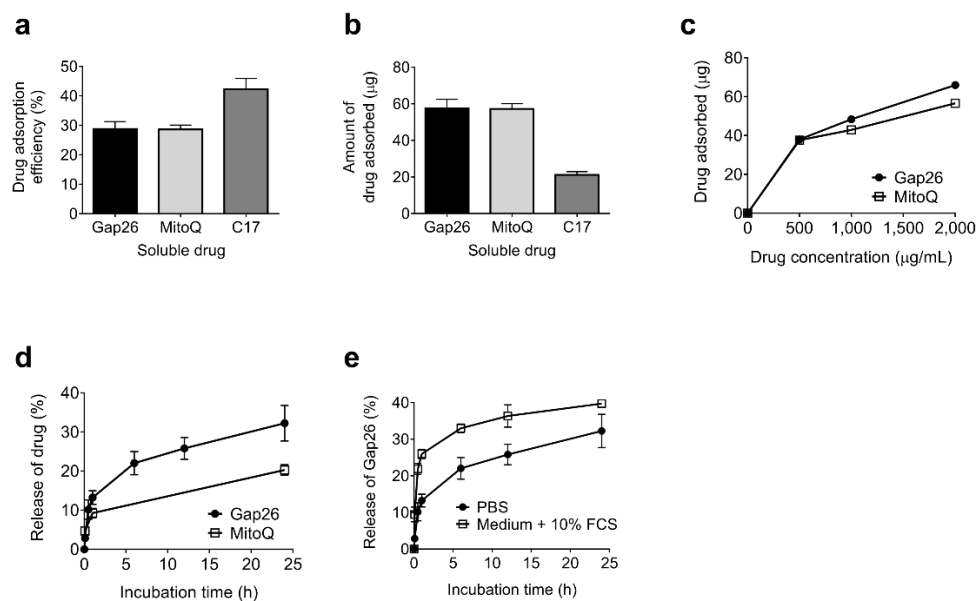 a
Drug adsorption
efficiency (%)
50
40
30
20
10
0
Gap26 MitoQ C17
Soluble drug
b
Amount of
drug adsorbed (μg)
80
60
40
20
0
Gap26 MitoQ C17
Soluble drug
c
Drug adsorbed (μg)
80
60
40
20
0
Gap26
MitoQ
0 500 1,000 1,500 2,000
Drug concentration (μg/mL)
d
Release of drug (%)
40
30
20
10
0
Gap26
MitoQ
0 5 10 15 20 25
Incubation time (h)
e
Release of Gap26 (%)
40
30
20
10
0
PBS
Medium + 10% FCS
0 5 10 15 20 25
Incubation time (h)